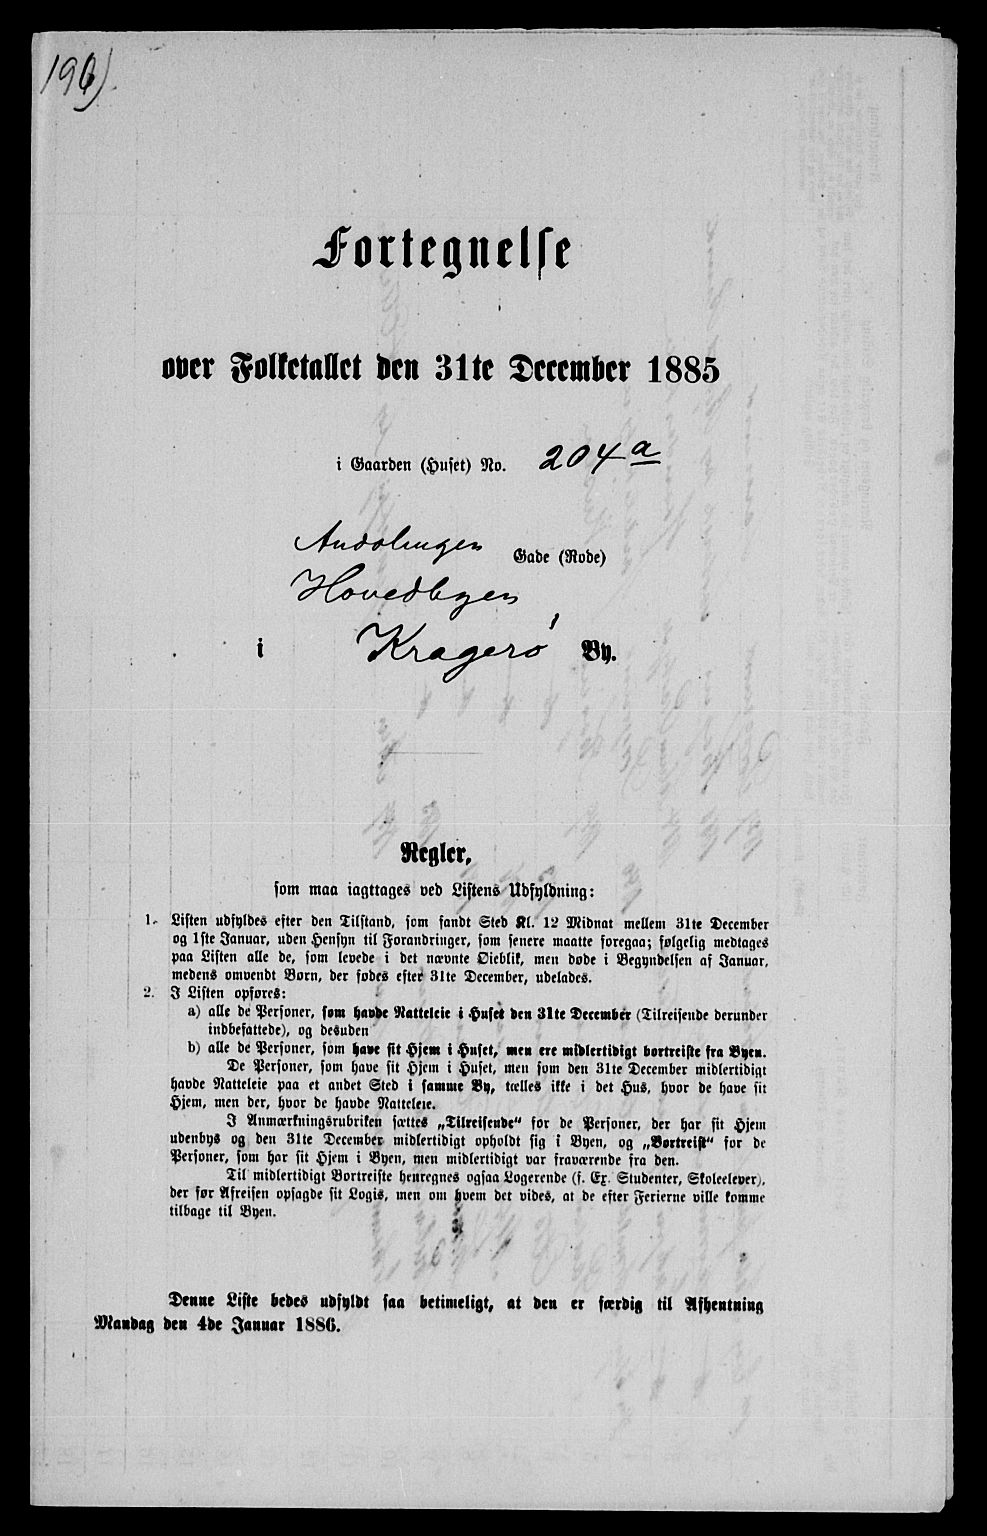 196)
Fortegnelse
over Folketallet den 31te December 1885
i Gaarden (Huset) No. 204a
Andølingen Gade (Rode)
Hovedbyen
i Kragerø By.
Regler,
som maa iagttages ved Listens Udfyldning:
1. Listen udfyldes efter den Tilstand, som fandt Sted Kl. 12 Midnat mellem 31te December
og 1ste Januar, uden Hensyn til Forandringer, som senere maatte foregaa; følgelig medtages
paa Listen alle de, som levede i det nævnte Øieblik, men døde i Begyndelsen af Januar,
medens omvendt Børn, der fødes efter 31te December, udelades.
2. I Listen opføres:
a) alle de Personer, som havde Natteleie i Huset den 31te December (Tilreisende derunder
indbefattede), og desuden
b) alle de Personer, som have sit Hjem i Huset, men ere midlertidigt bortreiste fra Byen.
De Personer, som have sit Hjem i Huset, men som den 31te December midlertidigt
havde Natteleie paa et andet Sted i samme By, tælles ikke i det Hus, hvor de have sit
Hjem, men der, hvor de havde Natteleie.
I Anmærkningsrubriken sættes „Tilreisende“ for de Personer, der har sit Hjem
udenbys og den 31te December midlertidigt opholdt sig i Byen, og „Bortreist“ for de
Personer, som har sit Hjem i Byen, men midlertidigt var fraværende fra den.
Til midlertidigt Bortreiste henregnes ogsaa Logerende (f. Ex. Studenter, Skoleelever),
der før Afreisen opsagde sit Logis, men om hvem det vides, at de efter Ferierne ville komme
tilbage til Byen.
Denne Liste bedes udfyldt saa betimeligt, at den er færdig til Afhentning
Mandag den 4de Januar 1886.